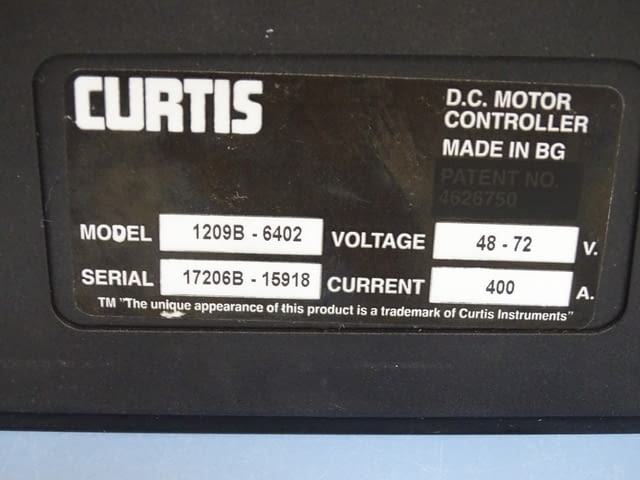 CURTIS
D.C. MOTOR
CONTROLLER
MADE IN BG
PATENT NO.
4626750
MODEL 1209B - 6402 VOLTAGE 48 - 72 V.
SERIAL 17206B - 15918 CURRENT 400 A.
TM "The unique appearance of this product is a trademark of Curtis Instruments"